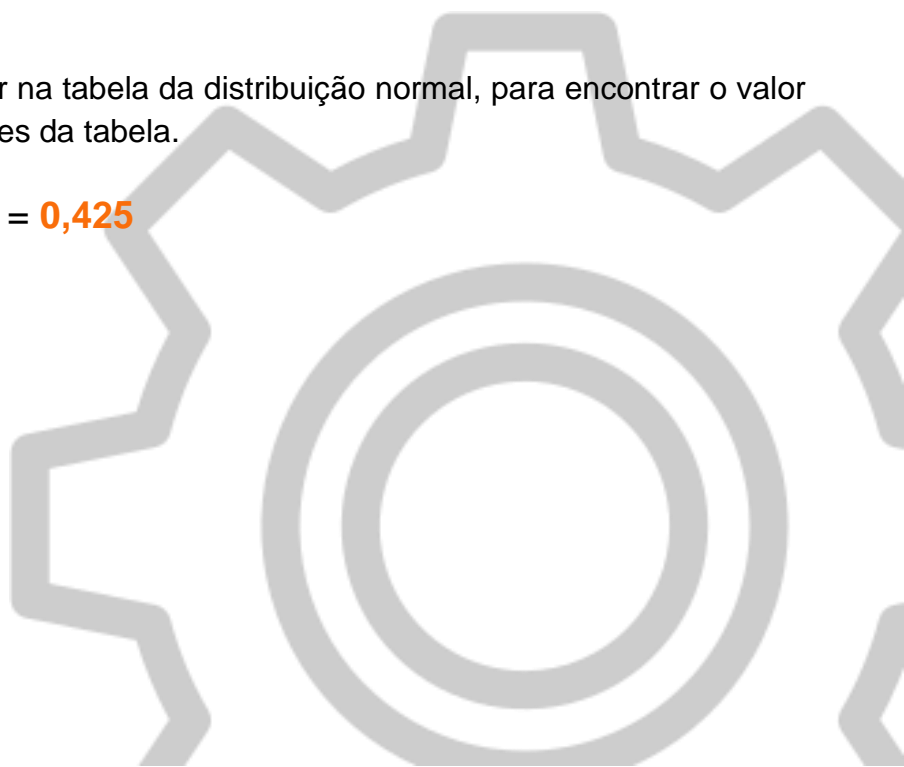 r na tabela da distribuição normal, para encontrar o valor
es da tabela.
= 0,425